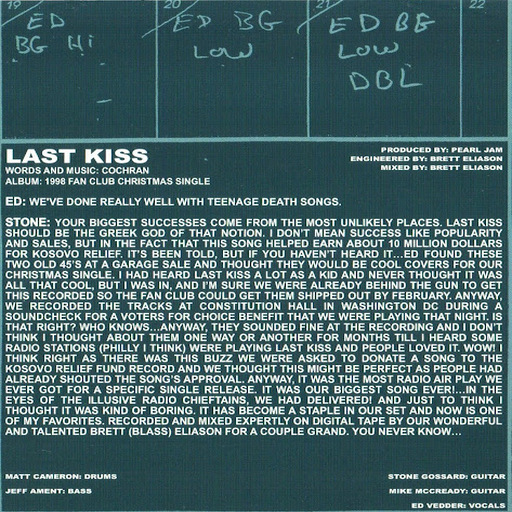 19 20 21 22
ED ED BG ED BG
BG Hi LOW LOW
DBL
LAST KISS
PRODUCED BY: PEARL JAM
WORDS AND MUSIC: COCHRAN
ENGINEERED BY: BRETT ELIASON
ALBUM: 1998 FAN CLUB CHRISTMAS SINGLE
MIXED BY: BRETT ELIASON
ED: WE'VE DONE REALLY WELL WITH TEENAGE DEATH SONGS.
STONE: YOUR BIGGEST SUCCESSES COME FROM THE MOST UNLIKELY PLACES. LAST KISS
SHOULD BE THE GREEK GOD OF THAT NOTION. I DON'T MEAN SUCCESS LIKE POPULARITY
AND SALES, BUT IN THE FACT THAT THIS SONG HELPED EARN ABOUT 10 MILLION DOLLARS
FOR KOSOVO RELIEF. IT'S BEEN TOLD, BUT IF YOU HAVEN'T HEARD IT...ED FOUND THESE
TWO OLD 45'S AT A GARAGE SALE AND THOUGHT THEY WOULD BE COOL COVERS FOR OUR
CHRISTMAS SINGLE. I HAD HEARD LAST KISS A LOT AS A KID AND NEVER THOUGHT IT WAS
ALL THAT COOL, BUT I WAS IN, AND I'M SURE WE WERE ALREADY BEHIND THE GUN TO GET
THIS RECORDED SO THE FAN CLUB COULD GET THEM SHIPPED OUT BY FEBRUARY. ANYWAY,
WE RECORDED THE TRACKS AT CONSTITUTION HALL IN WASHINGTON DC DURING A
SOUNDCHECK FOR A VOTERS FOR CHOICE BENEFIT THAT WE WERE PLAYING THAT NIGHT. IS
THAT RIGHT? WHO KNOWS...ANYWAY, THEY SOUNDED FINE AT THE RECORDING AND I DON'T
THINK I THOUGHT ABOUT THEM ONE WAY OR ANOTHER FOR MONTHS TILL I HEARD SOME
RADIO STATIONS (PHILLY I THINK) WERE PLAYING LAST KISS AND PEOPLE LOVED IT. WOW! I
THINK RIGHT AS THERE WAS THIS BUZZ WE WERE ASKED TO DONATE A SONG TO THE
KOSOVO RELIEF FUND RECORD AND WE THOUGHT THIS MIGHT BE PERFECT AS PEOPLE HAD
ALREADY SHOUTED THE SONG'S APPROVAL. ANYWAY, IT WAS THE MOST RADIO AIR PLAY WE
EVER GOT FOR A SPECIFIC SINGLE RELEASE. IT WAS OUR BIGGEST SONG EVER...IN THE
EYES OF THE ILLUSIVE RADIO CHIEFTAINS, WE HAD DELIVERED! AND JUST TO THINK I
THOUGHT IT WAS KIND OF BORING. IT HAS BECOME A STAPLE IN OUR SET AND NOW IS ONE
OF MY FAVORITES. RECORDED AND MIXED EXPERTLY ON DIGITAL TAPE BY OUR WONDERFUL
AND TALENTED BRETT (BLASS) ELIASON FOR A COUPLE GRAND. YOU NEVER KNOW...
MATT CAMERON: DRUMS
STONE GOSSARD: GUITAR
JEFF AMENT: BASS
MIKE MCCREADY: GUITAR
ED VEDDER: VOCALS